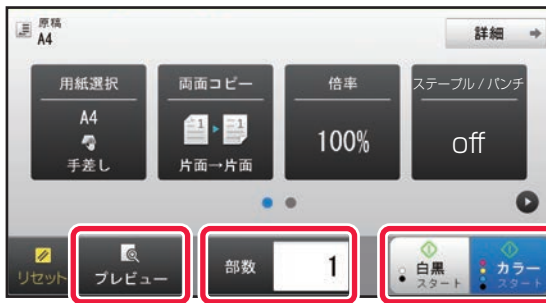 原稿
A4
詳細
用紙選択
A4
手差し
両面コピー
1
1
片面→片面
倍率
100%
ステープル / パンチ
off
リセット
プレビュー
部数
1
白黒
スタート
カラー
スタート